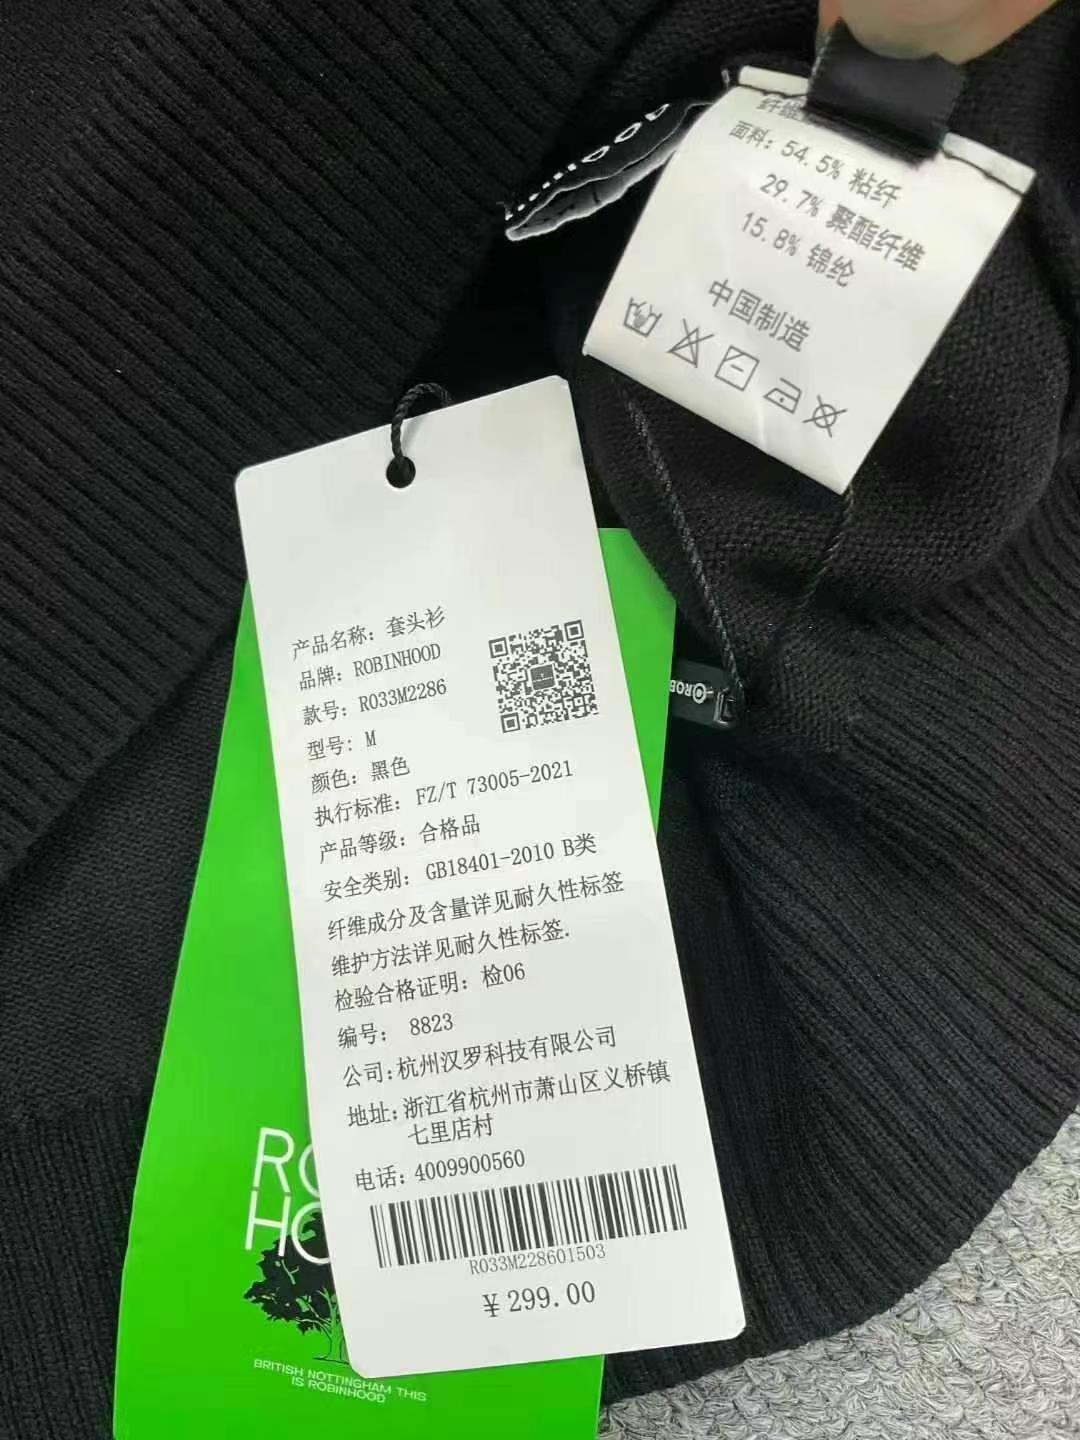 面料：54.5% 粘纤
29.7% 聚酯纤维
15.8% 锦纶
中国制造
产品名称：套头衫
品牌：ROBINHOOD
款号：R033M2286
型号：M
颜色：黑色
执行标准：FZ/T 73005-2021
产品等级：合格品
安全类别：GB18401-2010 B类
纤维成分及含量详见耐久性标签
维护方法详见耐久性标签.
检验合格证明：检06
编号： 8823
公司:杭州汉罗科技有限公司
地址:浙江省杭州市萧山区义桥镇
七里店村
电话:4009900560
R033M228601503
¥299.00
BRITISH NOTTINGHAM THIS
IS ROBINHOOD